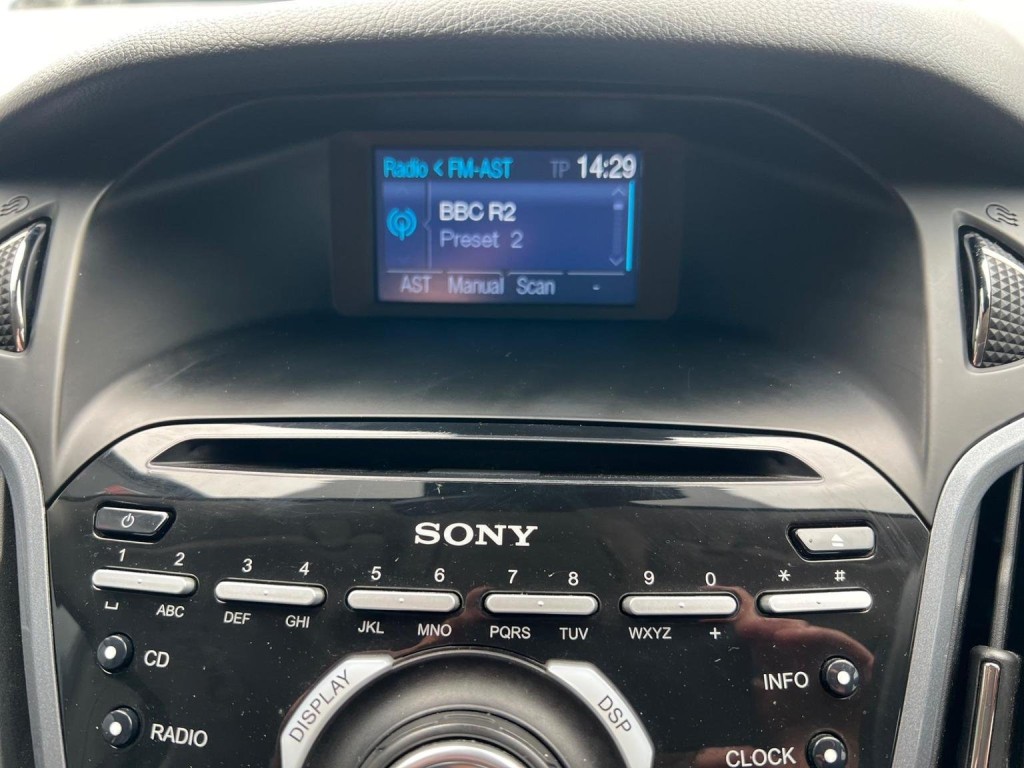 Radio < FM-AST TP 14:29
BBC R2
Preset 2
AST Manual Scan -
SONY
1 2 3 4 5 6 7 8 9 0 * #
ABC DEF GHI JKL MNO PQRS TUV WXYZ +
CD
INFO
RADIO
DISPLAY
DSP
CLOCK